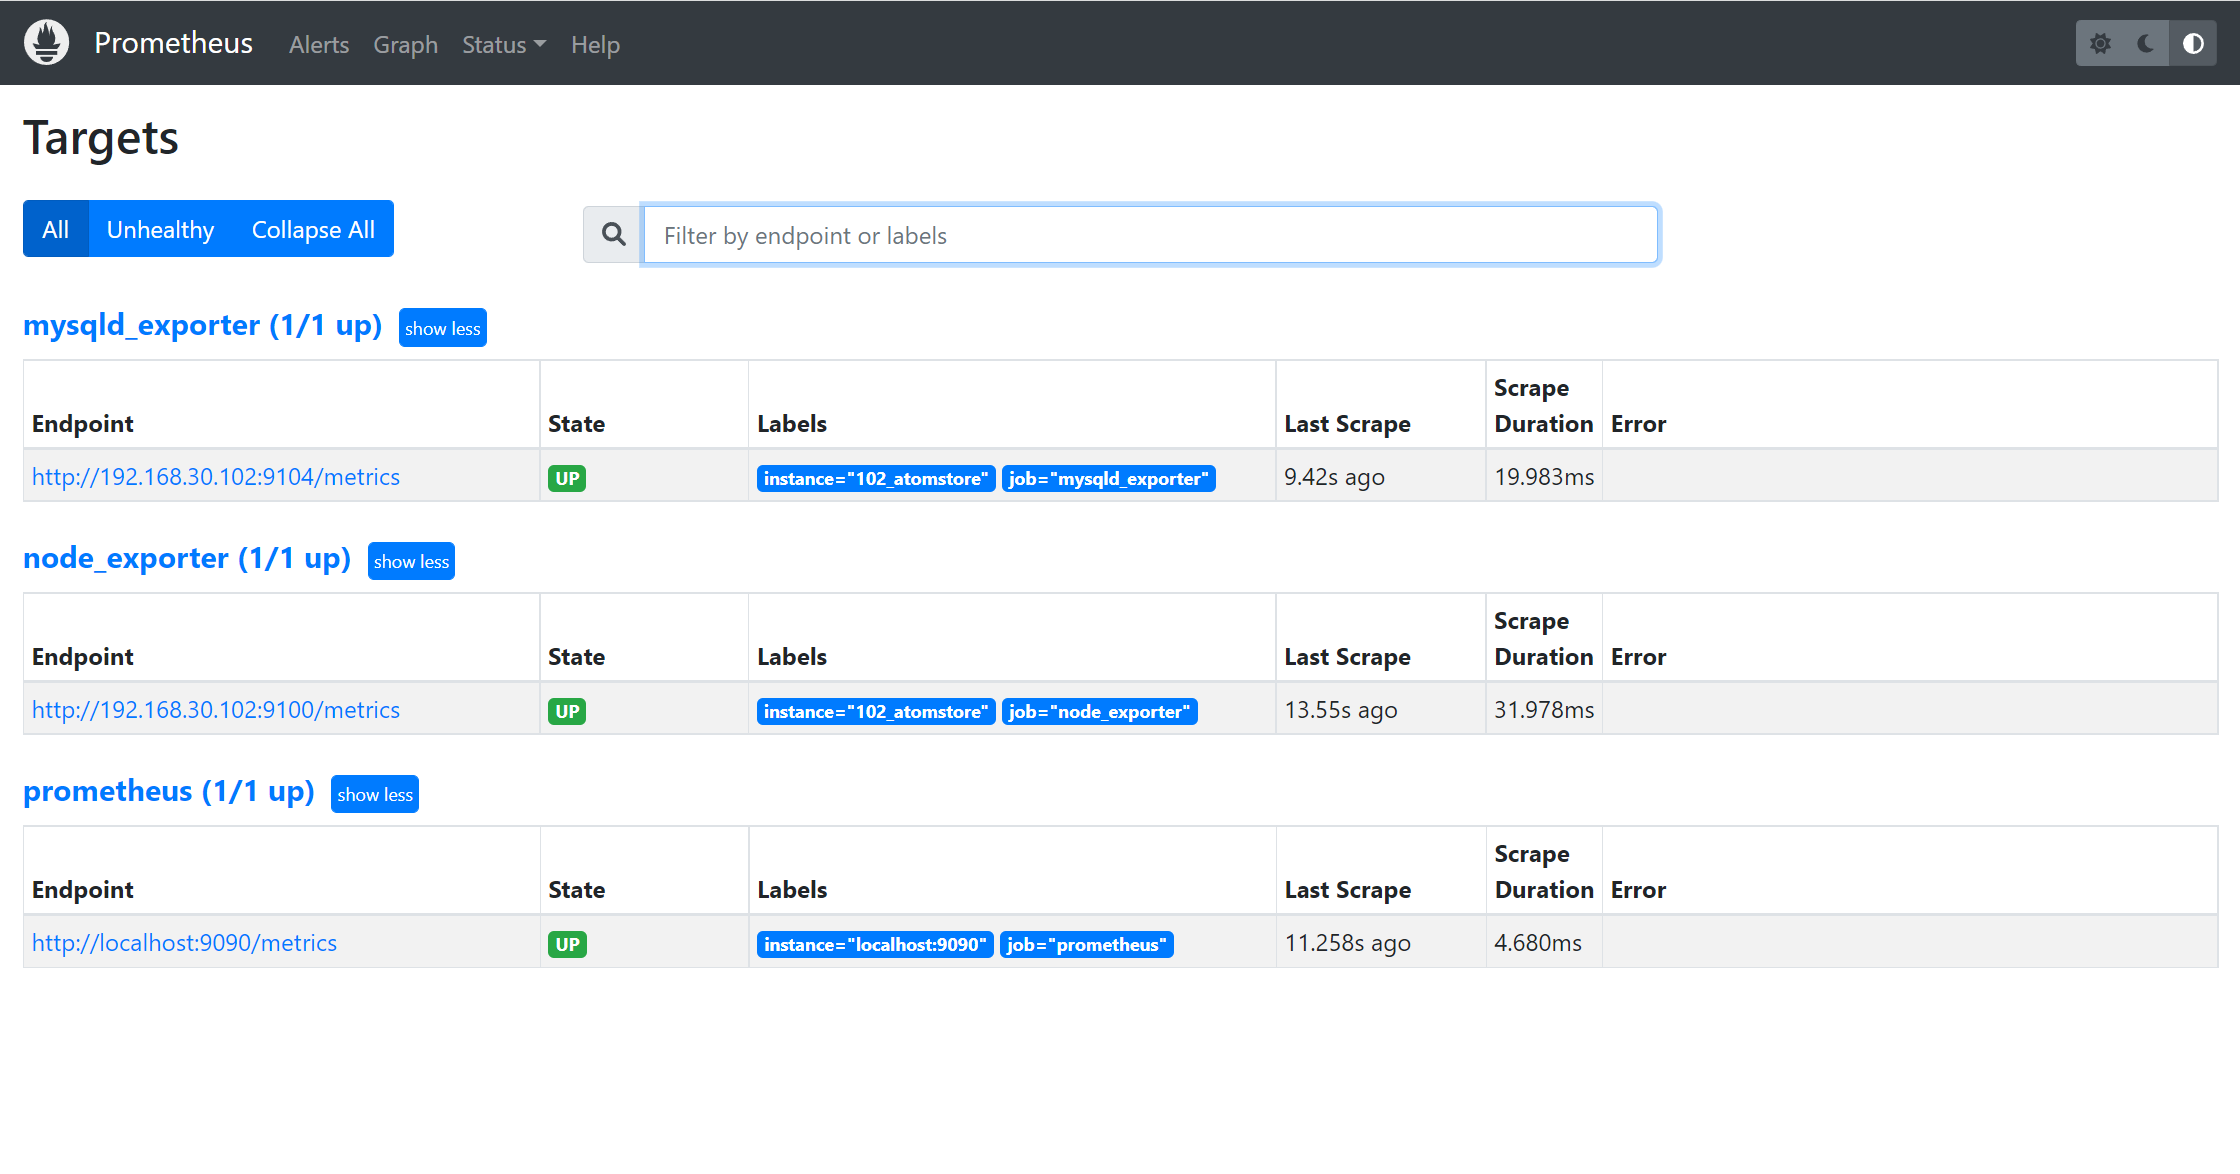 Prometheus Alerts Graph Status Help
Targets
All Unhealthy Collapse All
Filter by endpoint or labels
mysqld_exporter (1/1 up) show less
Endpoint State Labels Last Scrape Scrape Duration Error
http://192.168.30.102:9104/metrics UP instance="102_atomstore" job="mysqld_exporter" 9.42s ago 19.983ms
node_exporter (1/1 up) show less
Endpoint State Labels Last Scrape Scrape Duration Error
http://192.168.30.102:9100/metrics UP instance="102_atomstore" job="node_exporter" 13.55s ago 31.978ms
prometheus (1/1 up) show less
Endpoint State Labels Last Scrape Scrape Duration Error
http://localhost:9090/metrics UP instance="localhost:9090" job="prometheus" 11.258s ago 4.680ms